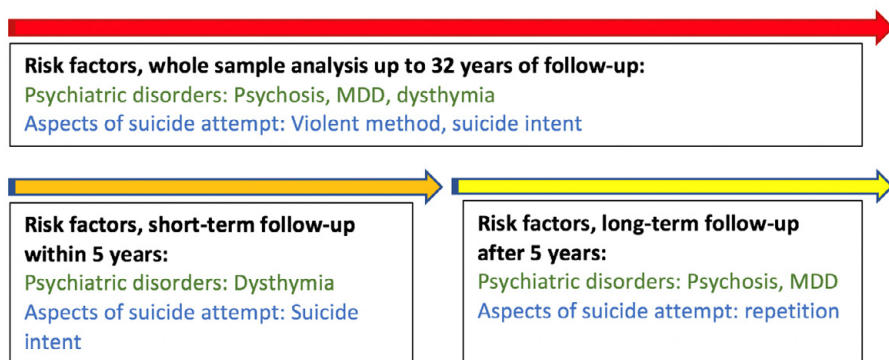 Risk factors, whole sample analysis up to 32 years of follow-up:
Psychiatric disorders: Psychosis, MDD, dysthymia
Aspects of suicide attempt: Violent method, suicide intent
Risk factors, short-term follow-up
within 5 years:
Psychiatric disorders: Dysthymia
Aspects of suicide attempt: Suicide
intent
Risk factors, long-term follow-up
after 5 years:
Psychiatric disorders: Psychosis, MDD
Aspects of suicide attempt: repetition